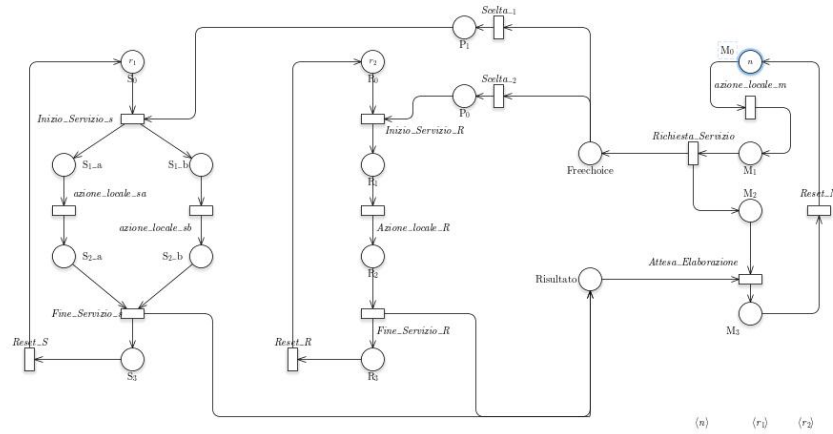 Scelta_1
P₁
M₀
r₁
r₂
n
S₀
R₀
azione_locale_m
Scelta_2
P₀
Inizio_Servizio_s
Inizio_Servizio_R
Richiesta_Servizio
S₁_a
S₁_b
R₁
Freechoice
M₁
azione_locale_sa
M₂
azione_locale_sb
Azione_locale_R
S₂_a
S₂_b
R₂
Attesa_Elaborazione
Risultato
Fine_Servizio_s
Fine_Servizio_R
M₃
Reset_S
Reset_R
S₃
R₃
⟨n⟩ ⟨r₁⟩ ⟨r₂⟩